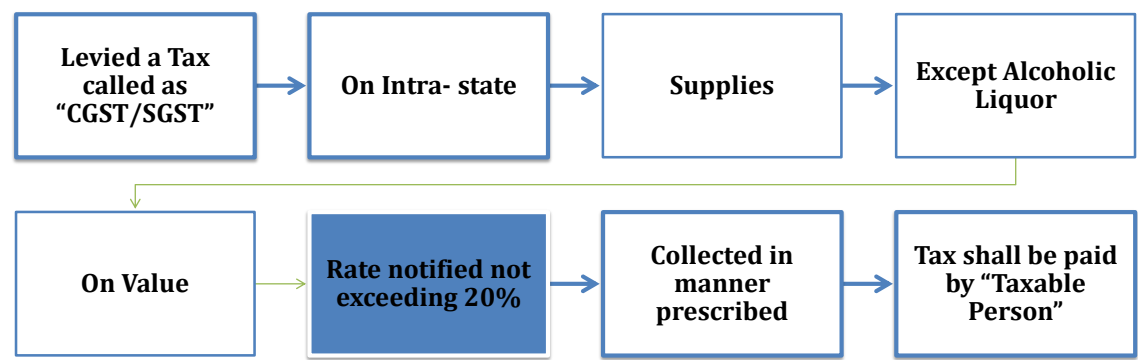 Levied a Tax
called as
“CGST/SGST”
On Intra- state
Supplies
Except Alcoholic
Liquor
On Value
Rate notified not
exceeding 20%
Collected in
manner
prescribed
Tax shall be paid
by “Taxable
Person”